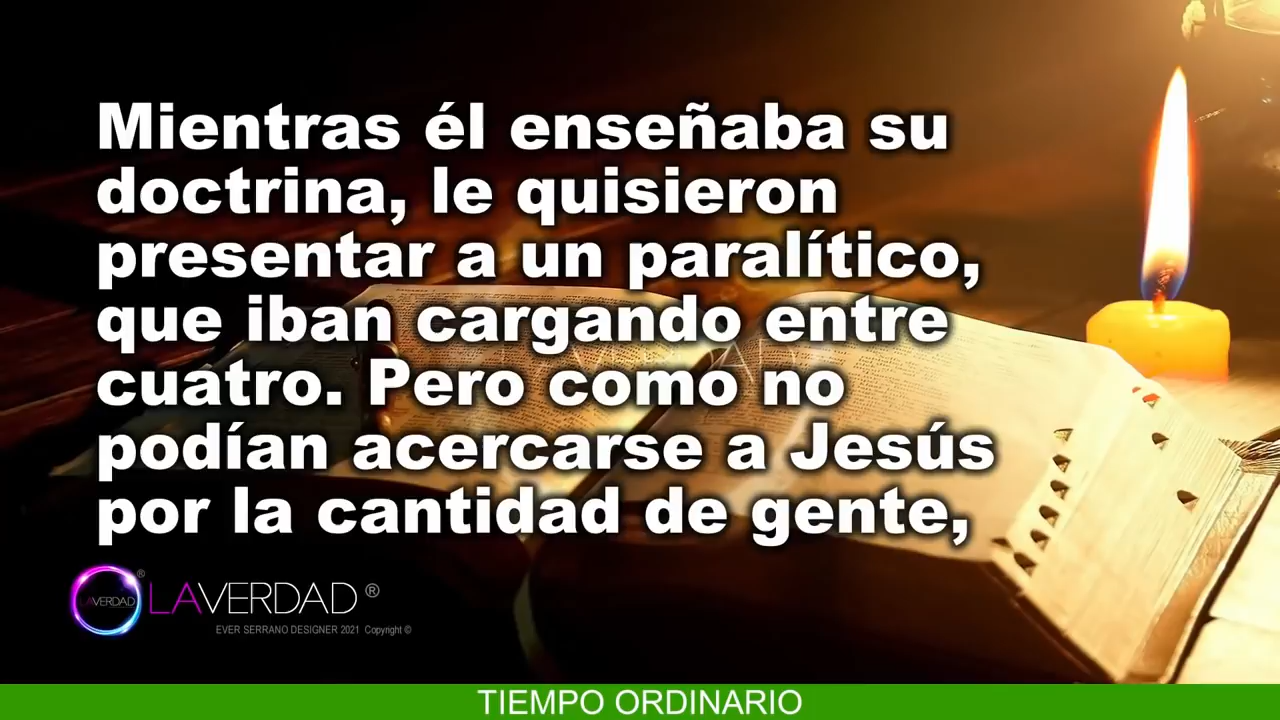 Mientras él enseñaba su
doctrina, le quisieron
presentar a un paralítico,
que iban cargando entre
cuatro. Pero como no
podían acercarse a Jesús
por la cantidad de gente,
LAVERDAD ®
LAVERDAD ®
EVER SERRANO DESIGNER 2021 Copyright ©
TIEMPO ORDINARIO